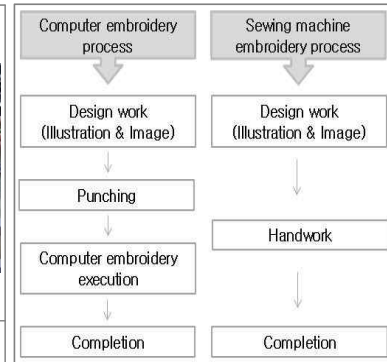 Computer embroidery
process
Design work
(Illustration & Image)
Punching
Computer embroidery
execution
Completion
Sewing machine
embroidery process
Design work
(Illustration & Image)
Handwork
Completion